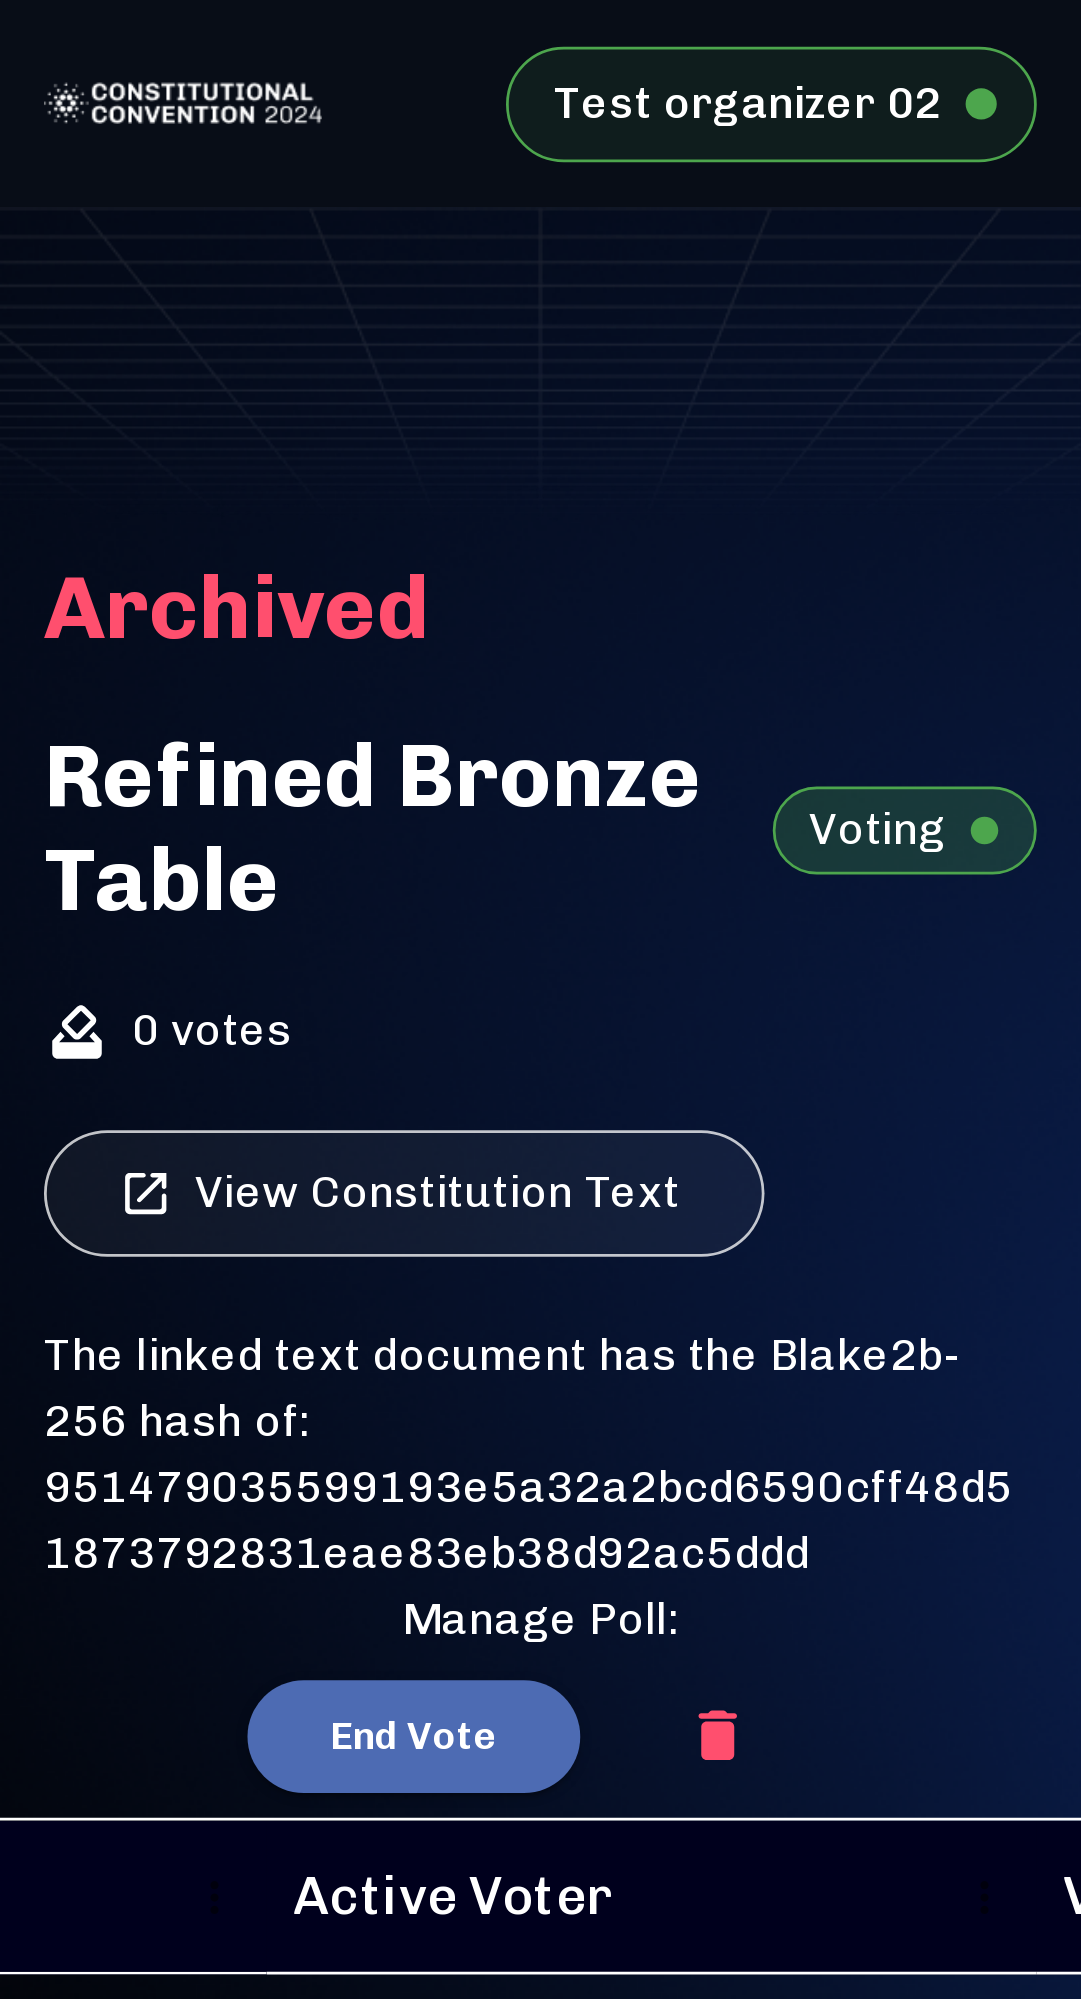 CONSTITUTIONAL
CONVENTION 2024
Test organizer 02
Archived
Refined Bronze
Table
Voting
0 votes
View Constitution Text
The linked text document has the Blake2b-
256 hash of:
951479035599193e5a32a2bcd6590cff48d5
1873792831eae83eb38d92ac5ddd
Manage Poll:
End Vote
Active Voter